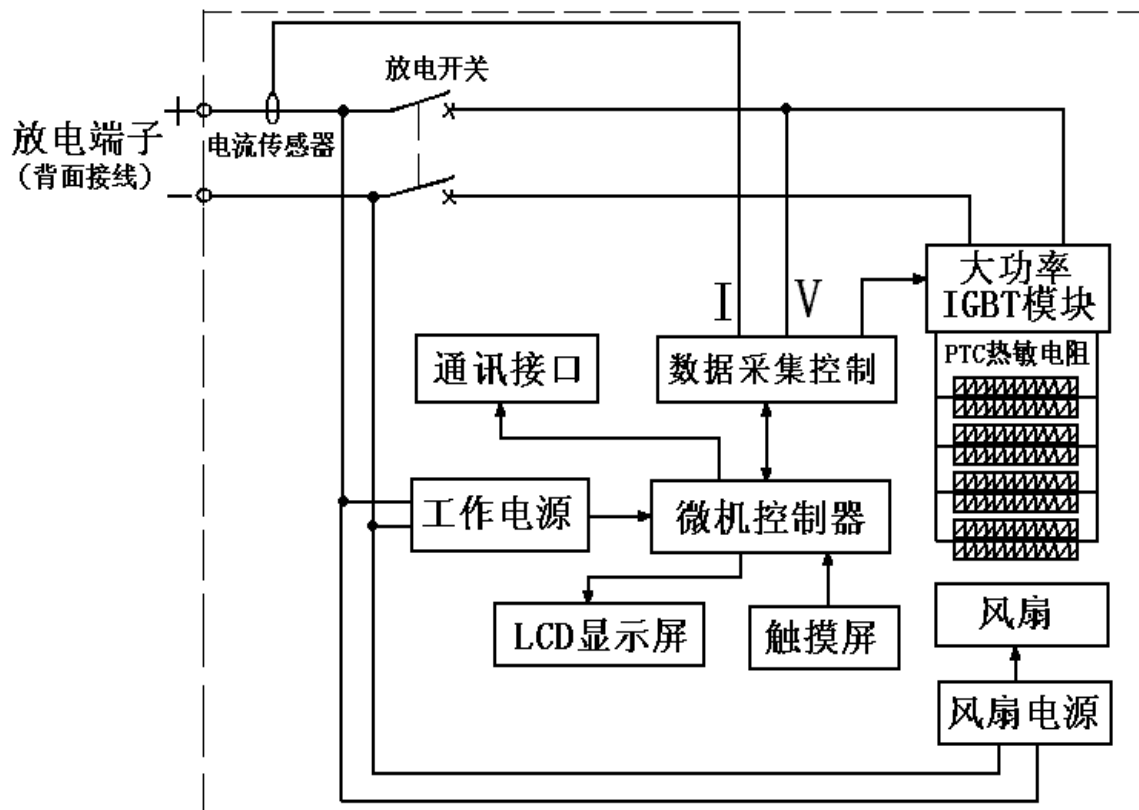 放电开关
+
放电端子
(背面接线)
电流传感器
-
大功率
IGBT模块
I
V
PTC热敏电阻
通讯接口
数据采集控制
工作电源
微机控制器
LCD显示屏
触摸屏
风扇
风扇电源